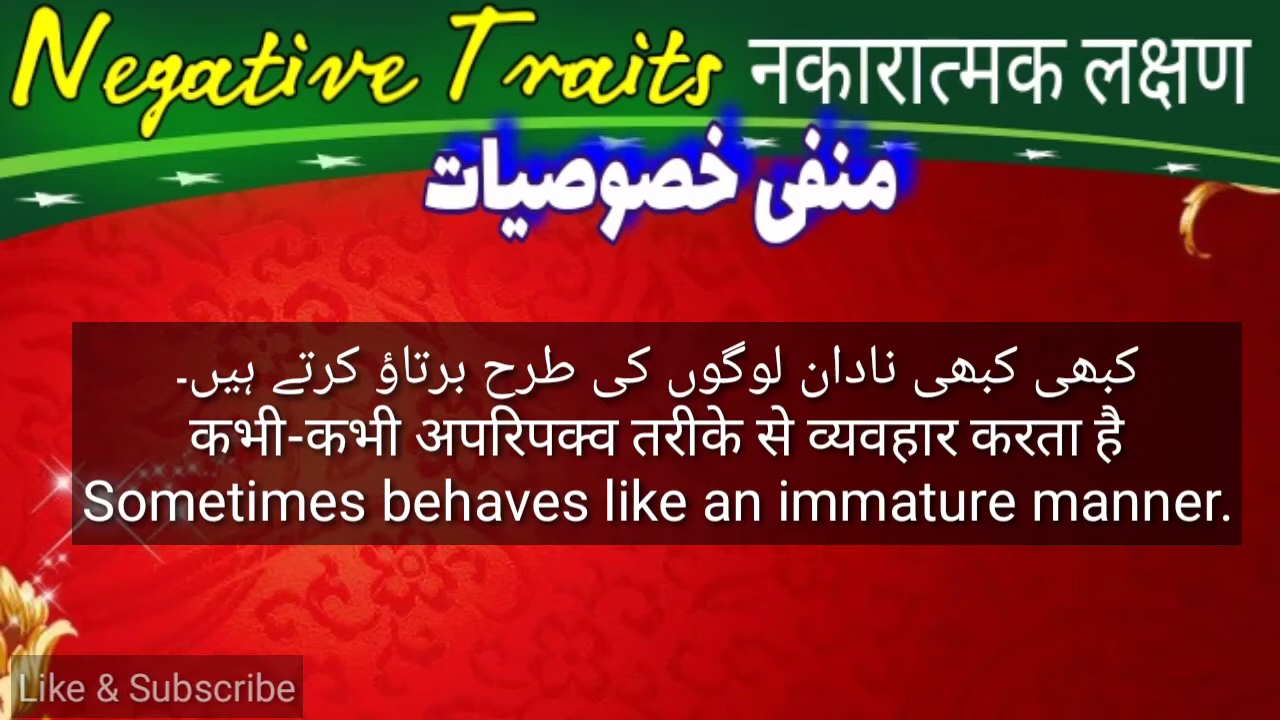 Negative Traits नकारात्मक लक्षण
منفی خصوصیات
کبھی کبھی نادان لوگوں کی طرح برتاؤ کرتے ہیں۔
कभी-कभी अपरिपक्व तरीके से व्यवहार करता है
Sometimes behaves like an immature manner.
Like & Subscribe